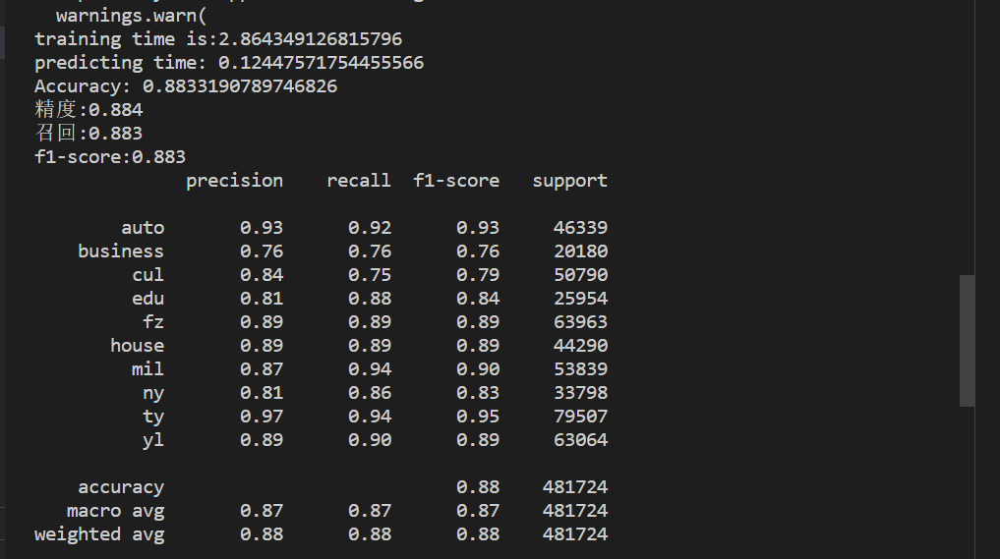 warnings.warn(
training time is:2.864349126815796
predicting time: 0.12447571754455566
Accuracy: 0.8833190789746826
精度:0.884
召回:0.883
f1-score:0.883
precision recall f1-score support
auto 0.93 0.92 0.93 46339
business 0.76 0.76 0.76 20180
cul 0.84 0.75 0.79 50790
edu 0.81 0.88 0.84 25954
fz 0.89 0.89 0.89 63963
house 0.89 0.89 0.89 44290
mil 0.87 0.94 0.90 53839
ny 0.81 0.86 0.83 33798
ty 0.97 0.94 0.95 79507
yl 0.89 0.90 0.89 63064
accuracy 0.88 481724
macro avg 0.87 0.87 0.87 481724
weighted avg 0.88 0.88 0.88 481724